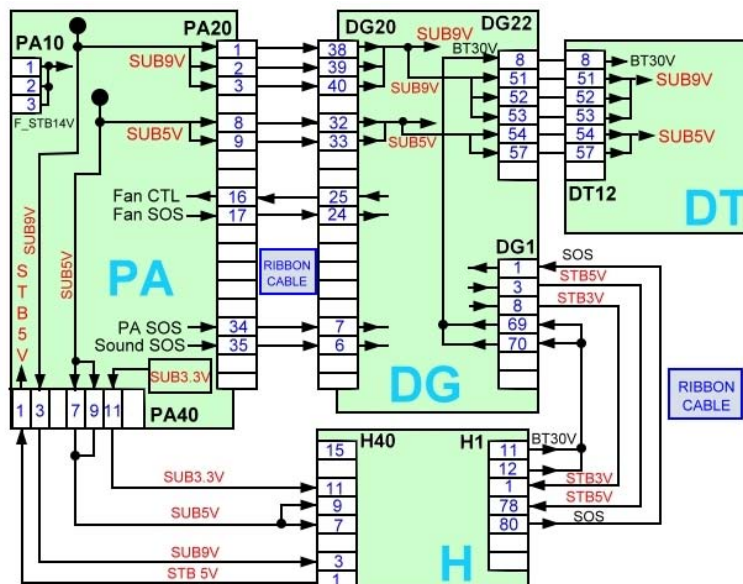 PA10
PA20
DG20
DG22
1
2
3
F_STB14V
SUB9V
1
2
3
SUB5V
8
9
Fan CTL
16
Fan SOS
17
PA SOS
34
Sound SOS
35
PA
SUB9V
SUB5V
STB5V
SUB3.3V
1
3
7
9
11
PA40
RIBBON
CABLE
38
39
40
32
33
25
24
7
6
SUB9V
BT30V
SUB9V
SUB5V
8
51
52
53
54
57
DG1
1
3
8
69
70
DG
8
51
52
53
54
57
DT12
BT30V
SUB9V
SUB5V
DT
SOS
STB5V
STB3V
RIBBON
CABLE
H40
H1
15
11
9
7
3
1
11
12
1
78
80
H
BT30V
STB3V
STB5V
SOS
SUB3.3V
SUB5V
SUB9V
STB 5V